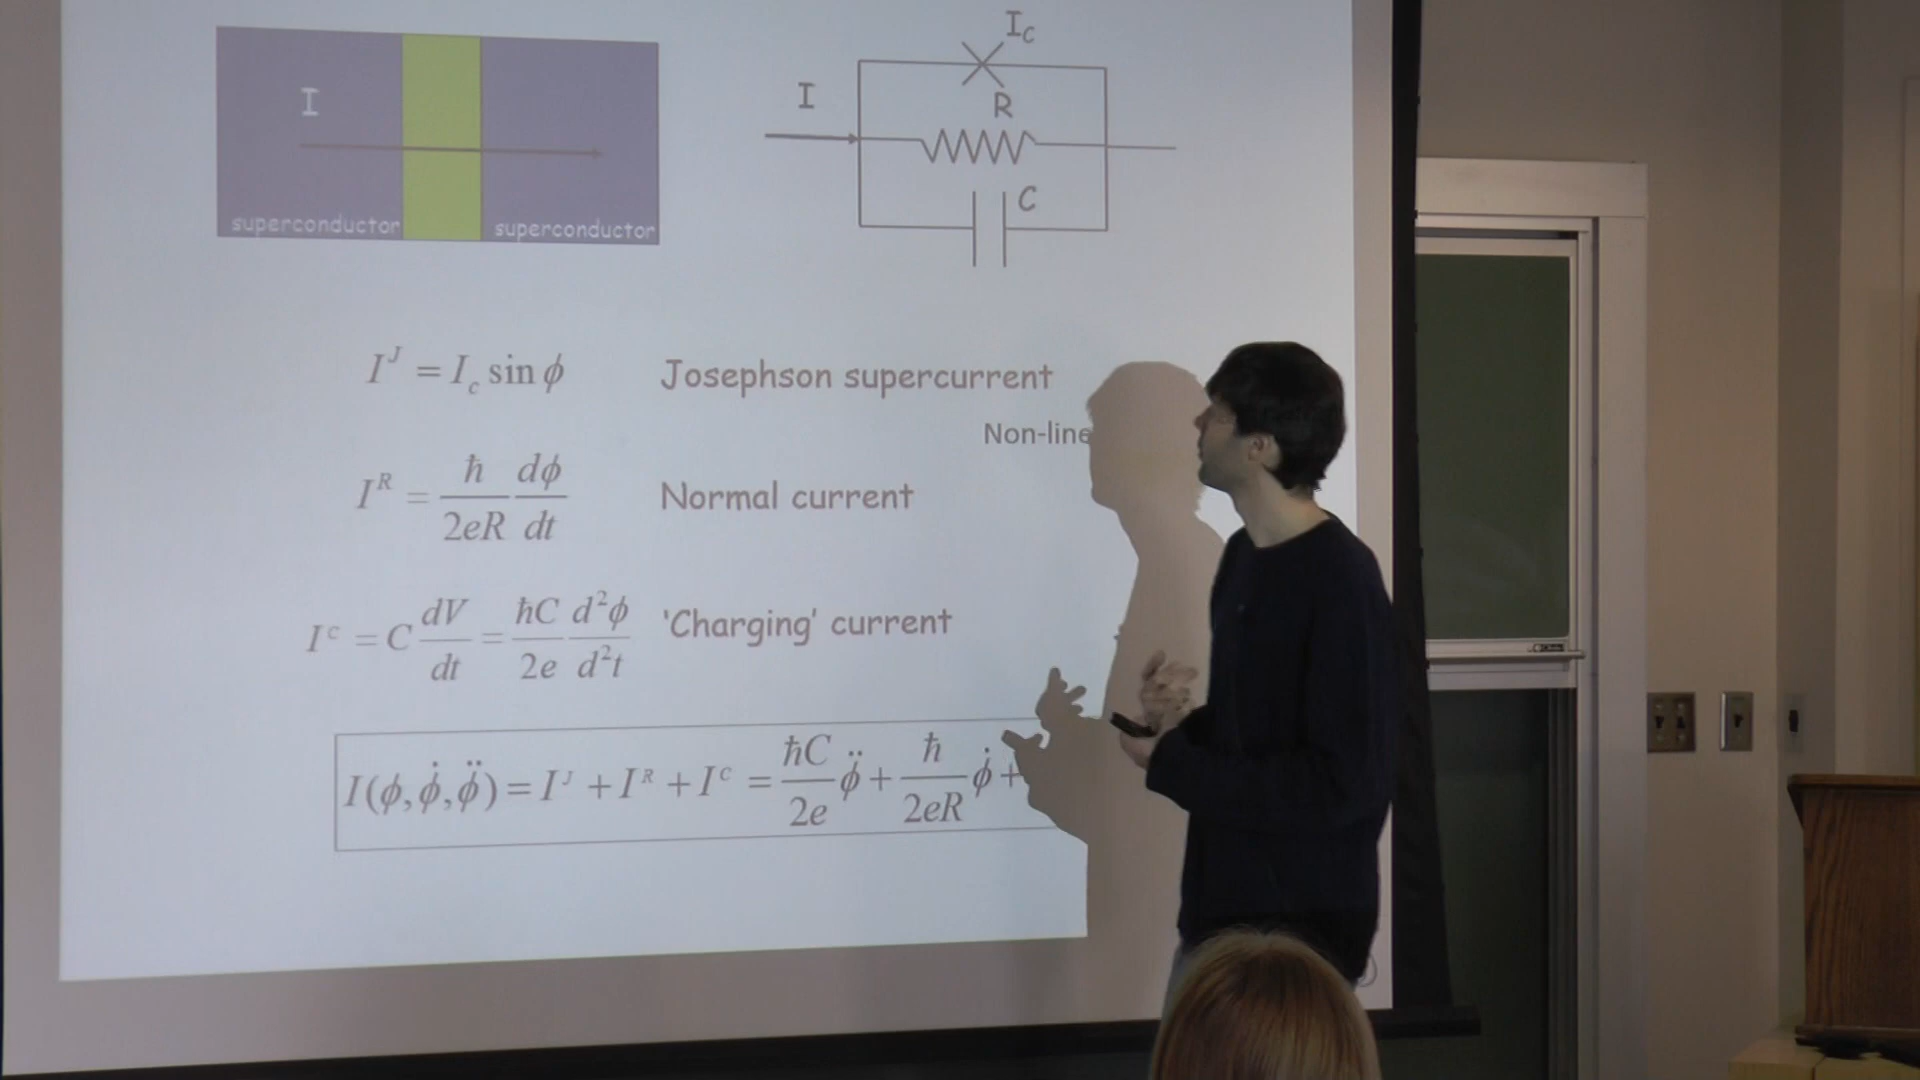 I
superconductor
superconductor
I
I_C
R
C
I^J = I_c sin ϕ
Josephson supercurrent
Non-line
I^R = ħ/2eR dϕ/dt
Normal current
I^C = C dV/dt = ħC/2e d²ϕ/d²t
'Charging' current
I(ϕ,ϕ̇,ϕ̈) = I^J + I^R + I^C = ħC/2e ϕ̈ + ħ/2eR ϕ̇ +